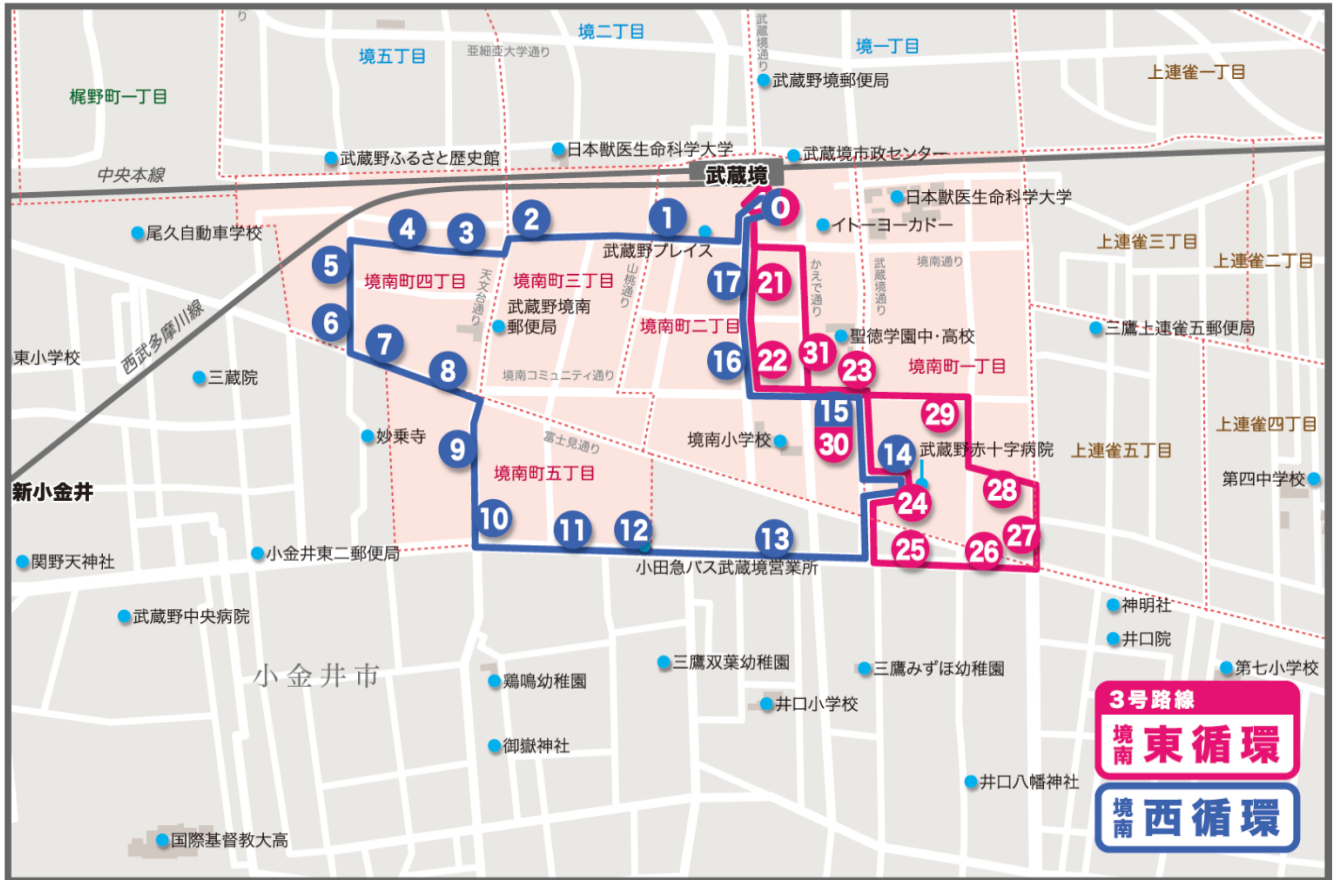 り
武蔵境通り
境二丁目
境一丁目
境五丁目
亜細亜大学通り
上連雀一丁目
武蔵野境郵便局
梶野町一丁目
日本獣医生命科学大学
武蔵境市政センター
武蔵野ふるさと歴史館
中央本線
武蔵境
日本獣医生命科学大学
0
1
2
3
4
イトーヨーカドー
尾久自動車学校
武蔵野プレイス
上連雀三丁目
上連雀二丁目
5
境南町四丁目
天文台通り
境南町三丁目
山桃通り
17
21
かえで通り
武蔵境通り
境南通り
武蔵野境南
郵便局
6
境南町二丁目
三鷹上連雀五郵便局
西武多摩川線
聖徳学園中・高校
東小学校
7
16
22
31
23
境南町一丁目
三蔵院
8
境南コミュニティ通り
15
29
上連雀四丁目
妙乗寺
9
富士見通り
境南小学校
30
14
武蔵野赤十字病院
上連雀五丁目
境南町五丁目
第四中学校
新小金井
28
24
10
11
12
13
25
26
27
関野天神社
小金井東二郵便局
小田急バス武蔵境営業所
武蔵野中央病院
神明社
井口院
小金井市
三鷹双葉幼稚園
三鷹みずほ幼稚園
第七小学校
鶏鳴幼稚園
井口小学校
3号路線
境南 東循環
御嶽神社
井口八幡神社
境南 西循環
国際基督教大高